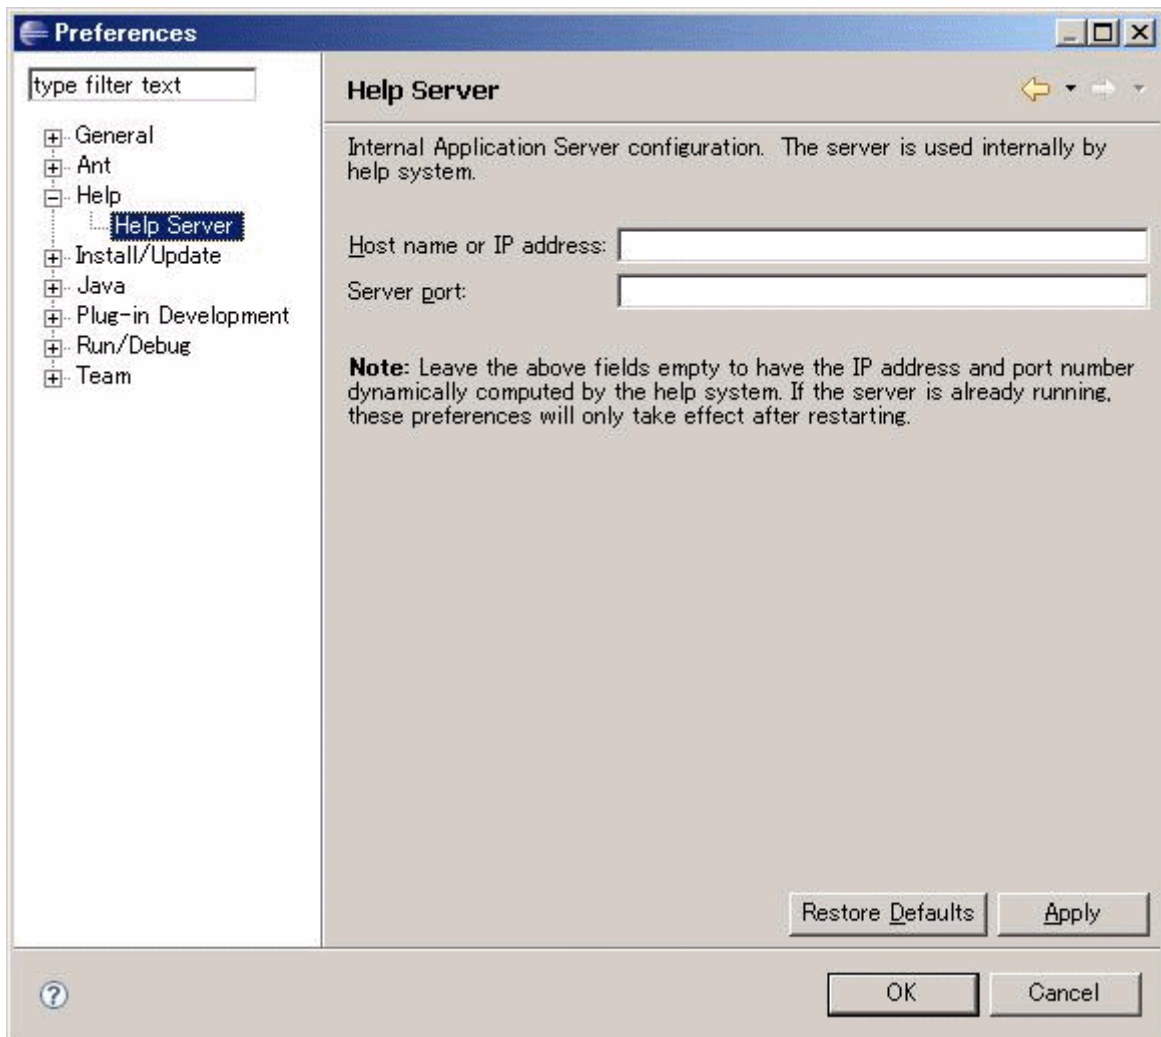 Preferences
type filter text
General
Ant
Help
Help Server
Install/Update
Java
Plug-in Development
Run/Debug
Team
Help Server
Internal Application Server configuration.  The server is used internally by
help system.
Host name or IP address:
Server port:
Note: Leave the above fields empty to have the IP address and port number
dynamically computed by the help system. If the server is already running,
these preferences will only take effect after restarting.
Restore Defaults
Apply
OK
Cancel